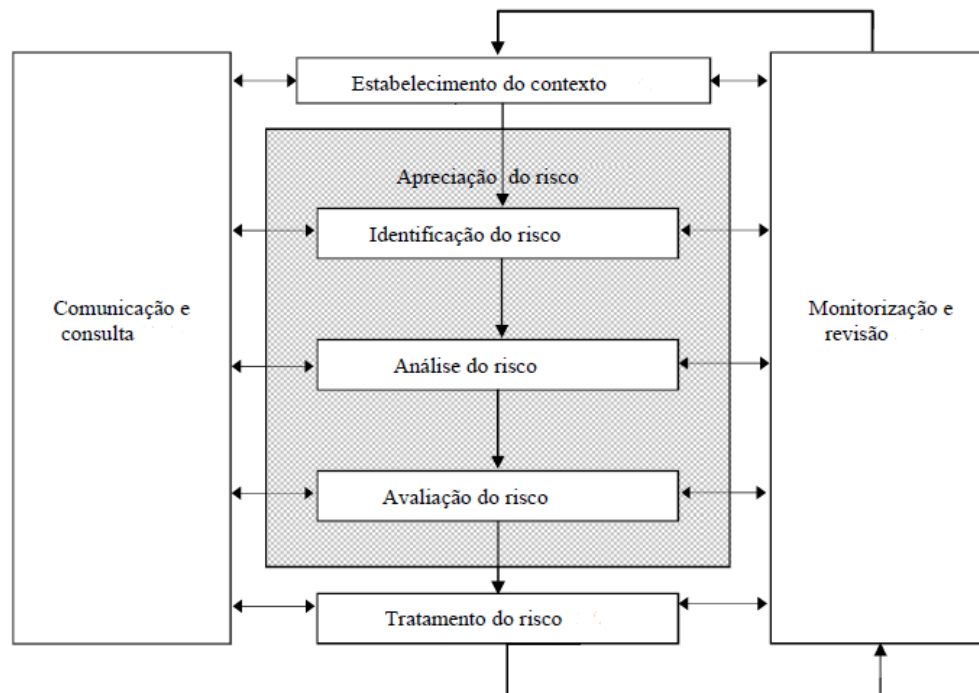 Estabelecimento do contexto
Apreciação do risco
Identificação do risco
Comunicação e
consulta
Monitorização e
revisão
Análise do risco
Avaliação do risco
Tratamento do risco